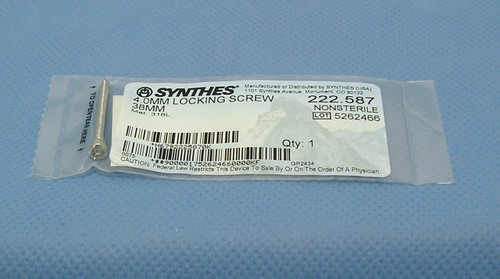 SYNTHES®
Manufactured or Distributed by SYNTHES (USA)
1101 Synthes Avenue, Monument, CO 80132
4.0MM LOCKING SCREW
38MM
Mat. 316L
222.587
NONSTERILE
LOT 5262466
Qty: 1
GP2434
CAUTION: Federal Law Restricts This Device To Sale By Or On The Order Of A Physician.
TO OPEN TEAR HERE